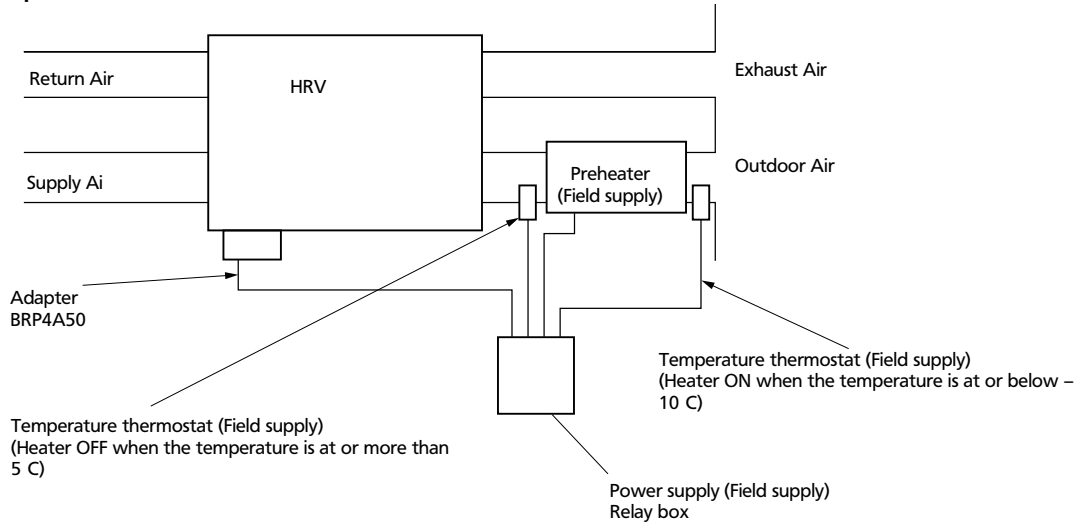 Return Air
HRV
Exhaust Air
Supply Ai
Preheater
(Field supply)
Outdoor Air
Adapter
BRP4A50
Temperature thermostat (Field supply)
(Heater ON when the temperature is at or below –
10 C)
Temperature thermostat (Field supply)
(Heater OFF when the temperature is at or more than
5 C)
Power supply (Field supply)
Relay box